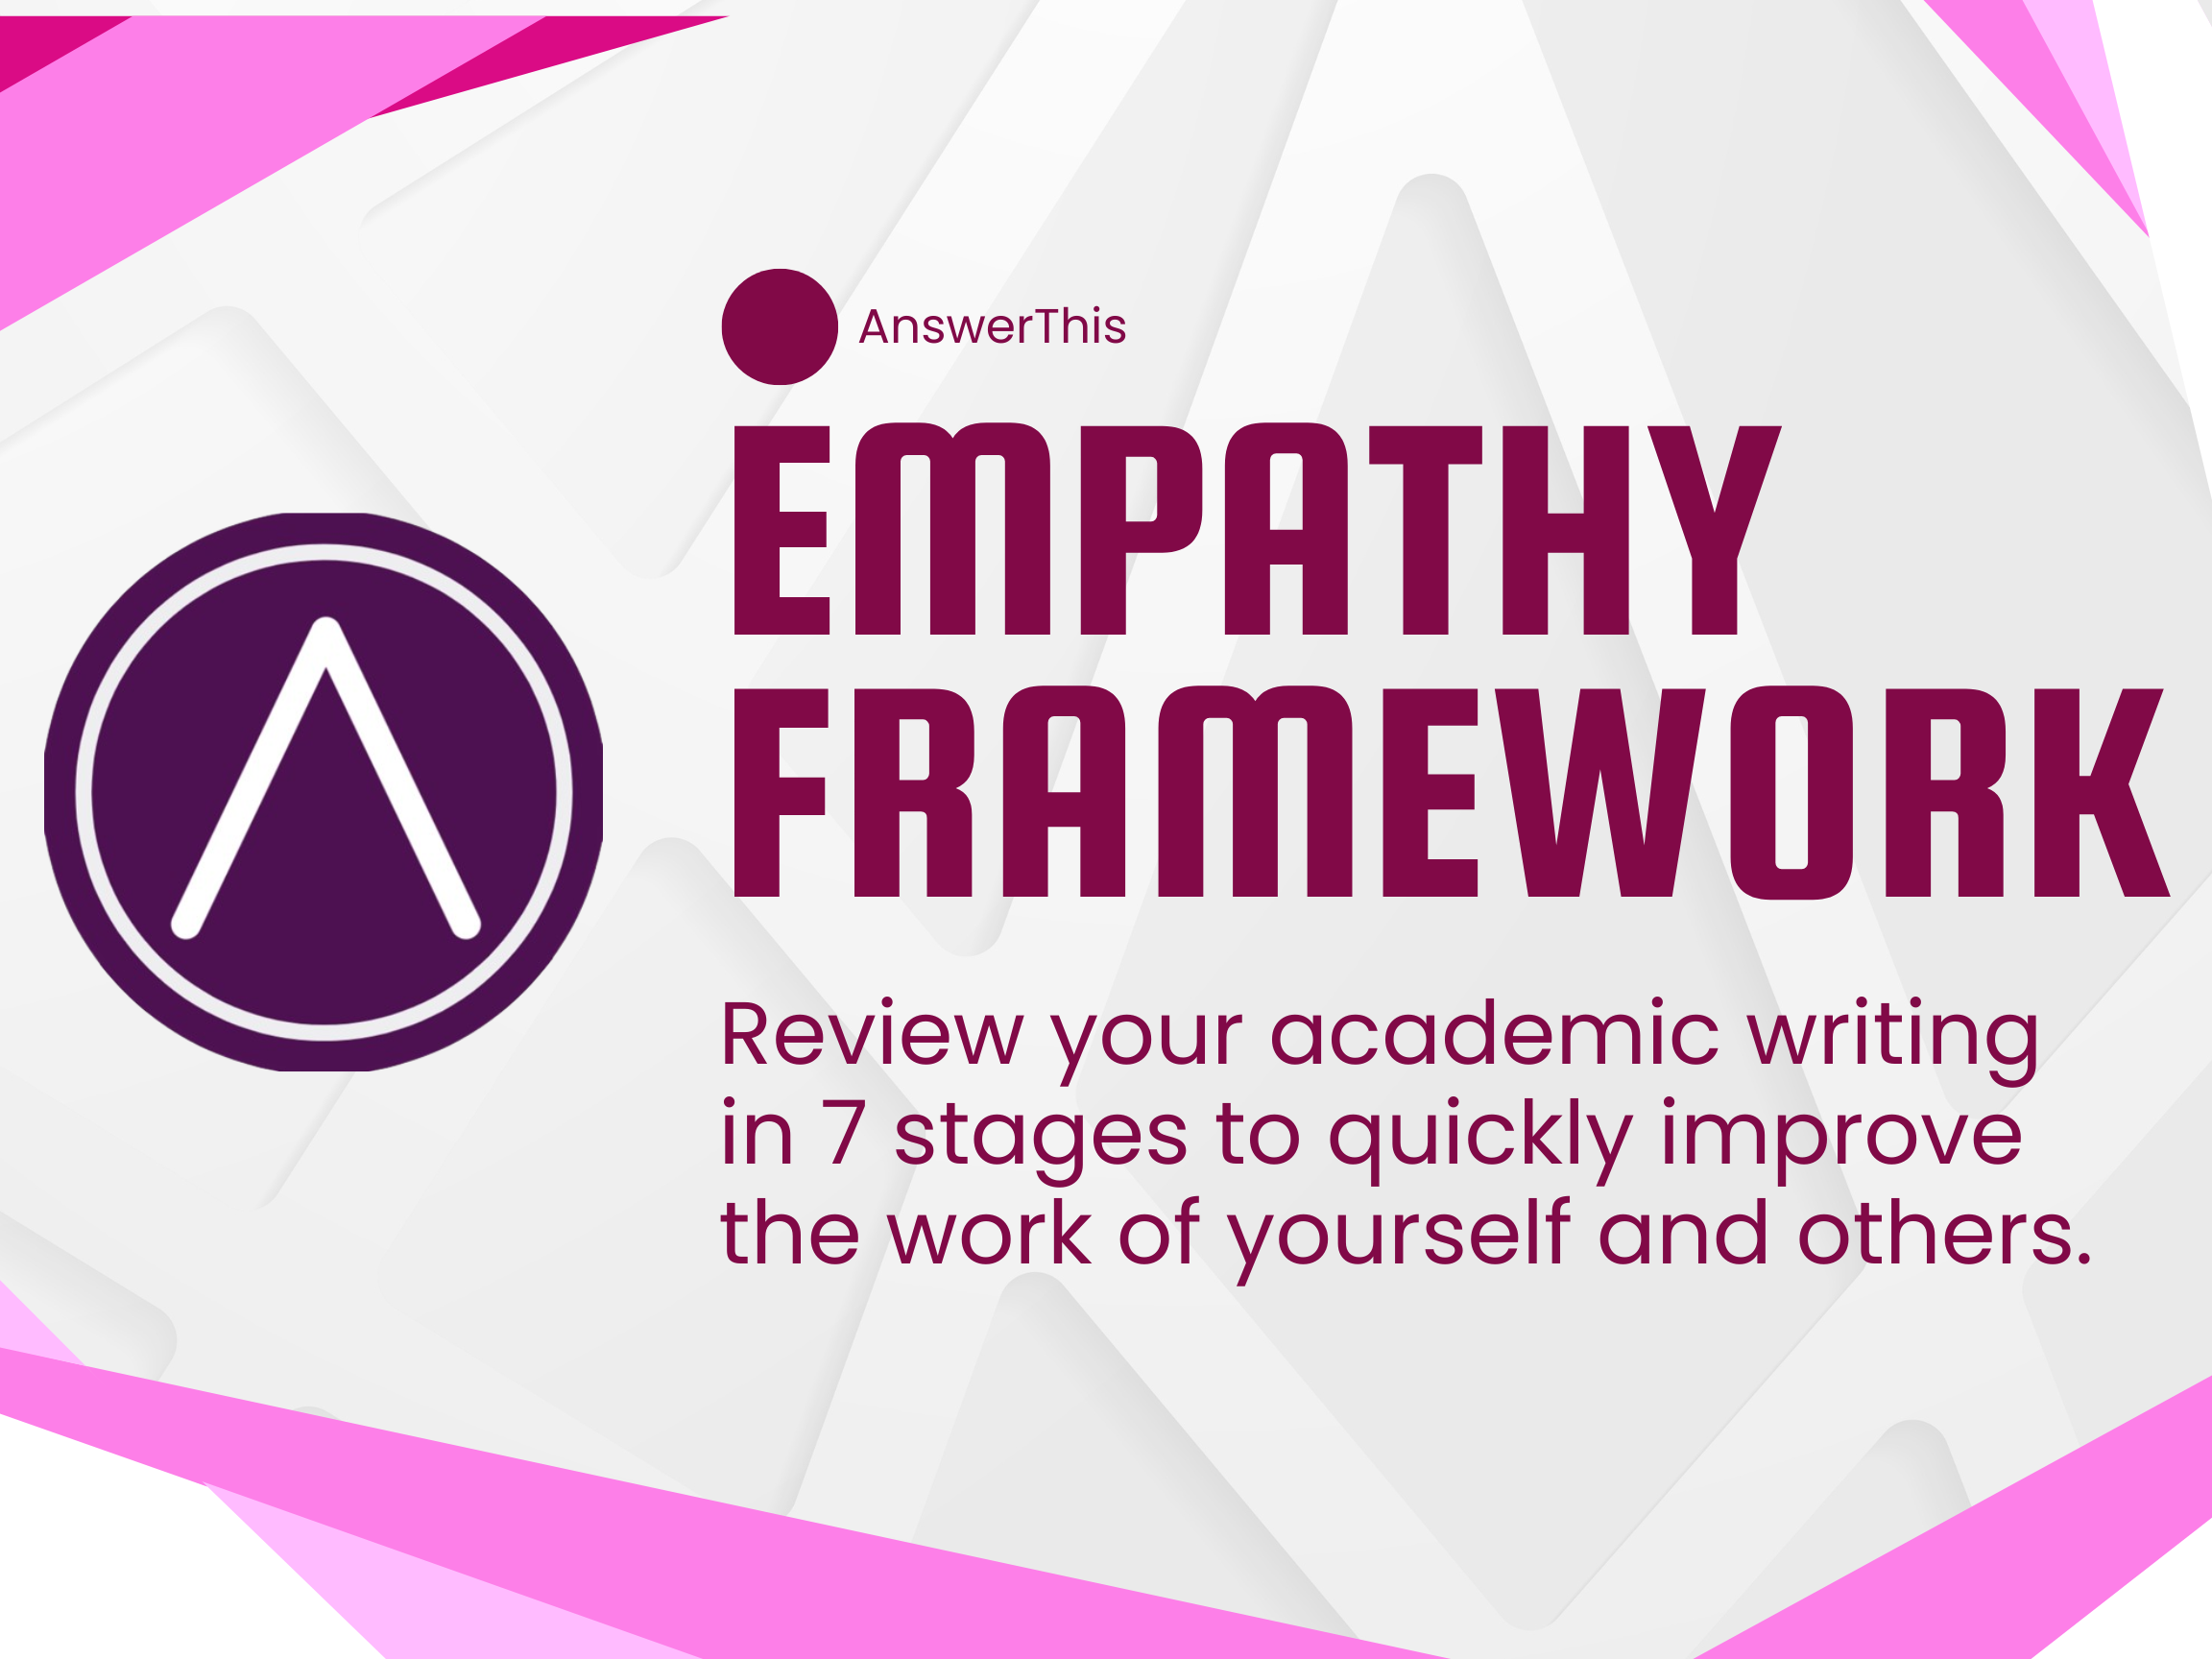 AnswerThis
EMPATHY
FRAMEWORK
Review your academic writing
in 7 stages to quickly improve
the work of yourself and others.